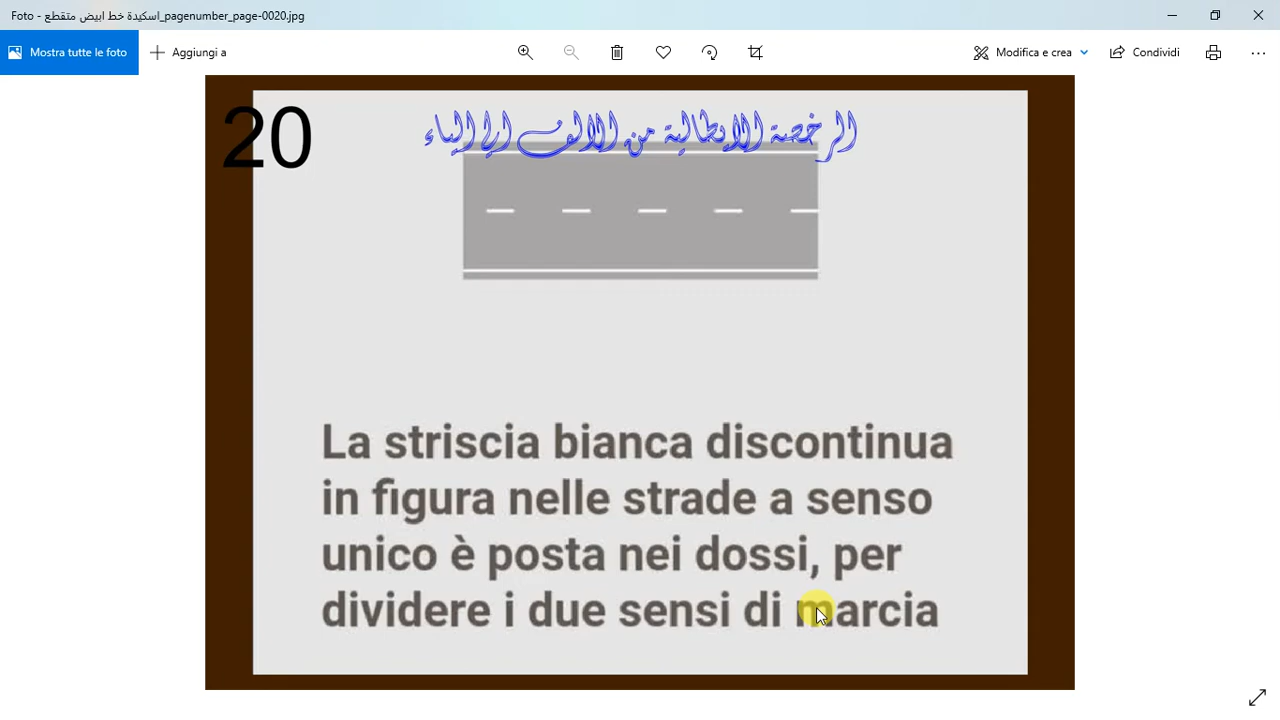 Foto - اسكيدة خط ابيض متقطع_pagenumber_page-0020.jpg
Mostra tutte le foto
Aggiungi a
Modifica e crea
Condividi
20
الرخصة الايطالية من الالف الى الياء
La striscia bianca discontinua
in figura nelle strade a senso
unico è posta nei dossi, per
dividere i due sensi di marcia